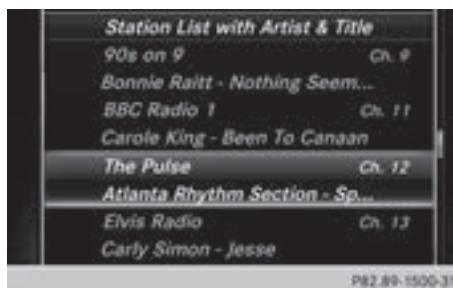 Station List with Artist & Title
90s on 9 Ch. 9
Bonnie Raitt - Nothing Seem...
BBC Radio 1 Ch. 11
Carole King - Been To Canaan
The Pulse Ch. 12
Atlanta Rhythm Section - Sp...
Elvis Radio Ch. 13
Carly Simon - Jesse
P82.89-1500-31